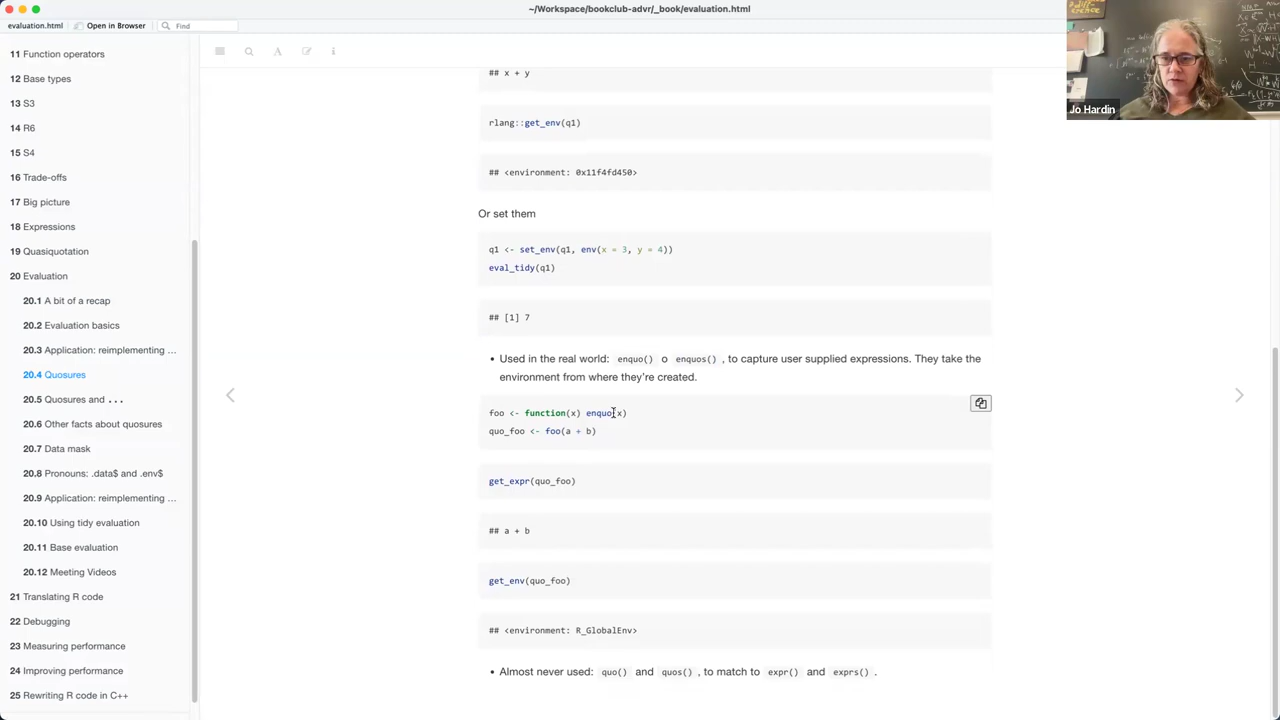 ~/Workspace/bookclub-advr/_book/evaluation.html
evaluation.html
Open in Browser
Find
11 Function operators
12 Base types
13 S3
14 R6
15 S4
16 Trade-offs
17 Big picture
18 Expressions
19 Quasiquotation
20 Evaluation
20.1 A bit of a recap
20.2 Evaluation basics
20.3 Application: reimplementing …
20.4 Quosures
20.5 Quosures and ...
20.6 Other facts about quosures
20.7 Data mask
20.8 Pronouns: .data$ and .env$
20.9 Application: reimplementing …
20.10 Using tidy evaluation
20.11 Base evaluation
20.12 Meeting Videos
21 Translating R code
22 Debugging
23 Measuring performance
24 Improving performance
25 Rewriting R code in C++
## x + y
rlang::get_env(q1)
## <environment: 0x11f4fd450>
Or set them
q1 <- set_env(q1, env(x = 3, y = 4))
eval_tidy(q1)
## [1] 7
• Used in the real world: enquo() o enquos() , to capture user supplied expressions. They take the
environment from where they're created.
foo <- function(x) enquo(x)
quo_foo <- foo(a + b)
get_expr(quo_foo)
## a + b
get_env(quo_foo)
## <environment: R_GlobalEnv>
• Almost never used: quo() and quos() , to match to expr() and exprs() .
Jo Hardin